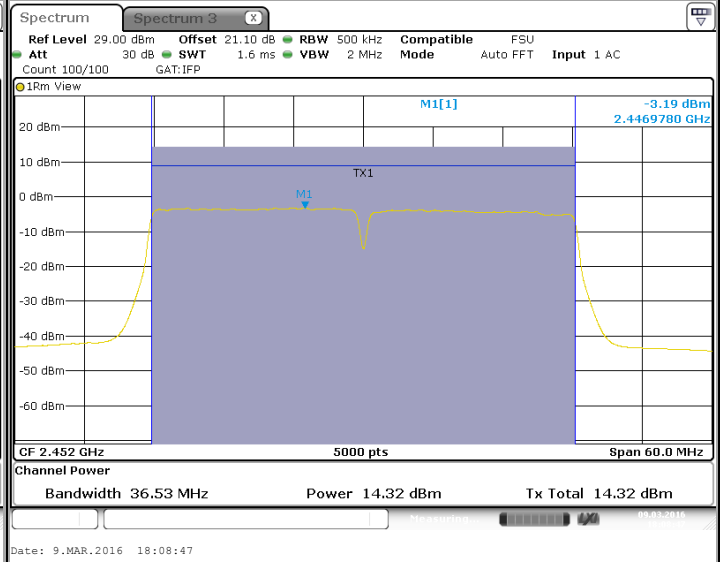 Spectrum Spectrum 3 X
Ref Level 29.00 dBm Offset 21.10 dB RBW 500 kHz Compatible FSU
Att 30 dB SWT 1.6 ms VBW 2 MHz Mode Auto FFT Input 1 AC
Count 100/100 GAT:IFP
1Rm View
M1[1] -3.19 dBm
2.4469780 GHz
20 dBm
10 dBm
TX1
M1
0 dBm
-10 dBm
-20 dBm
-30 dBm
-40 dBm
-50 dBm
-60 dBm
CF 2.452 GHz 5000 pts Span 60.0 MHz
Channel Power
Bandwidth 36.53 MHz Power 14.32 dBm Tx Total 14.32 dBm
Measuring... LXI 09.03.2016
Date: 9.MAR.2016 18:08:47